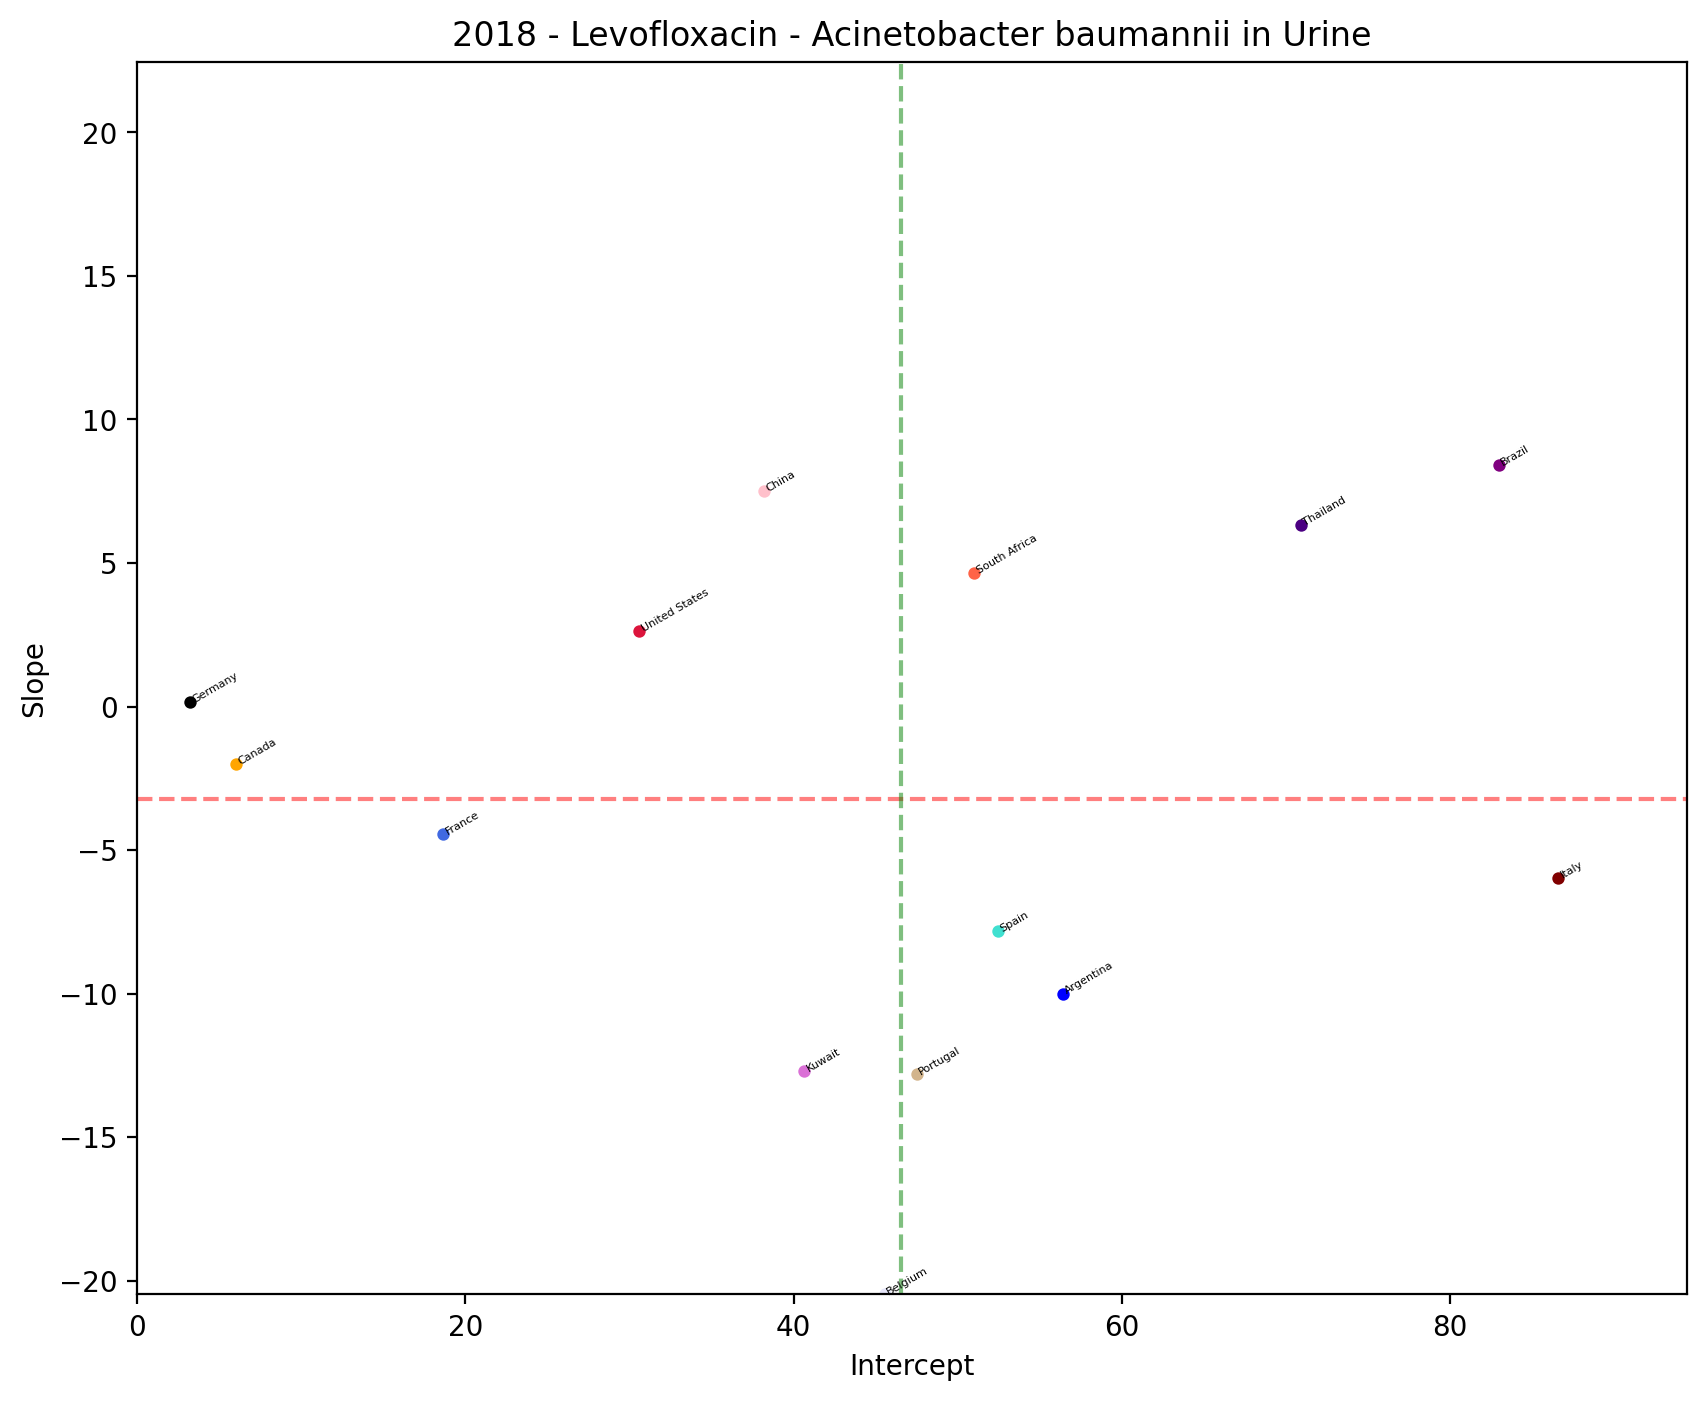 2018 - Levofloxacin - Acinetobacter baumannii in Urine
20
15
10
5
0
−5
−10
−15
−20
Slope
Brazil
China
Thailand
South Africa
United States
Germany
Canada
France
Italy
Spain
Argentina
Kuwait
Portugal
Belgium
0
20
40
60
80
Intercept